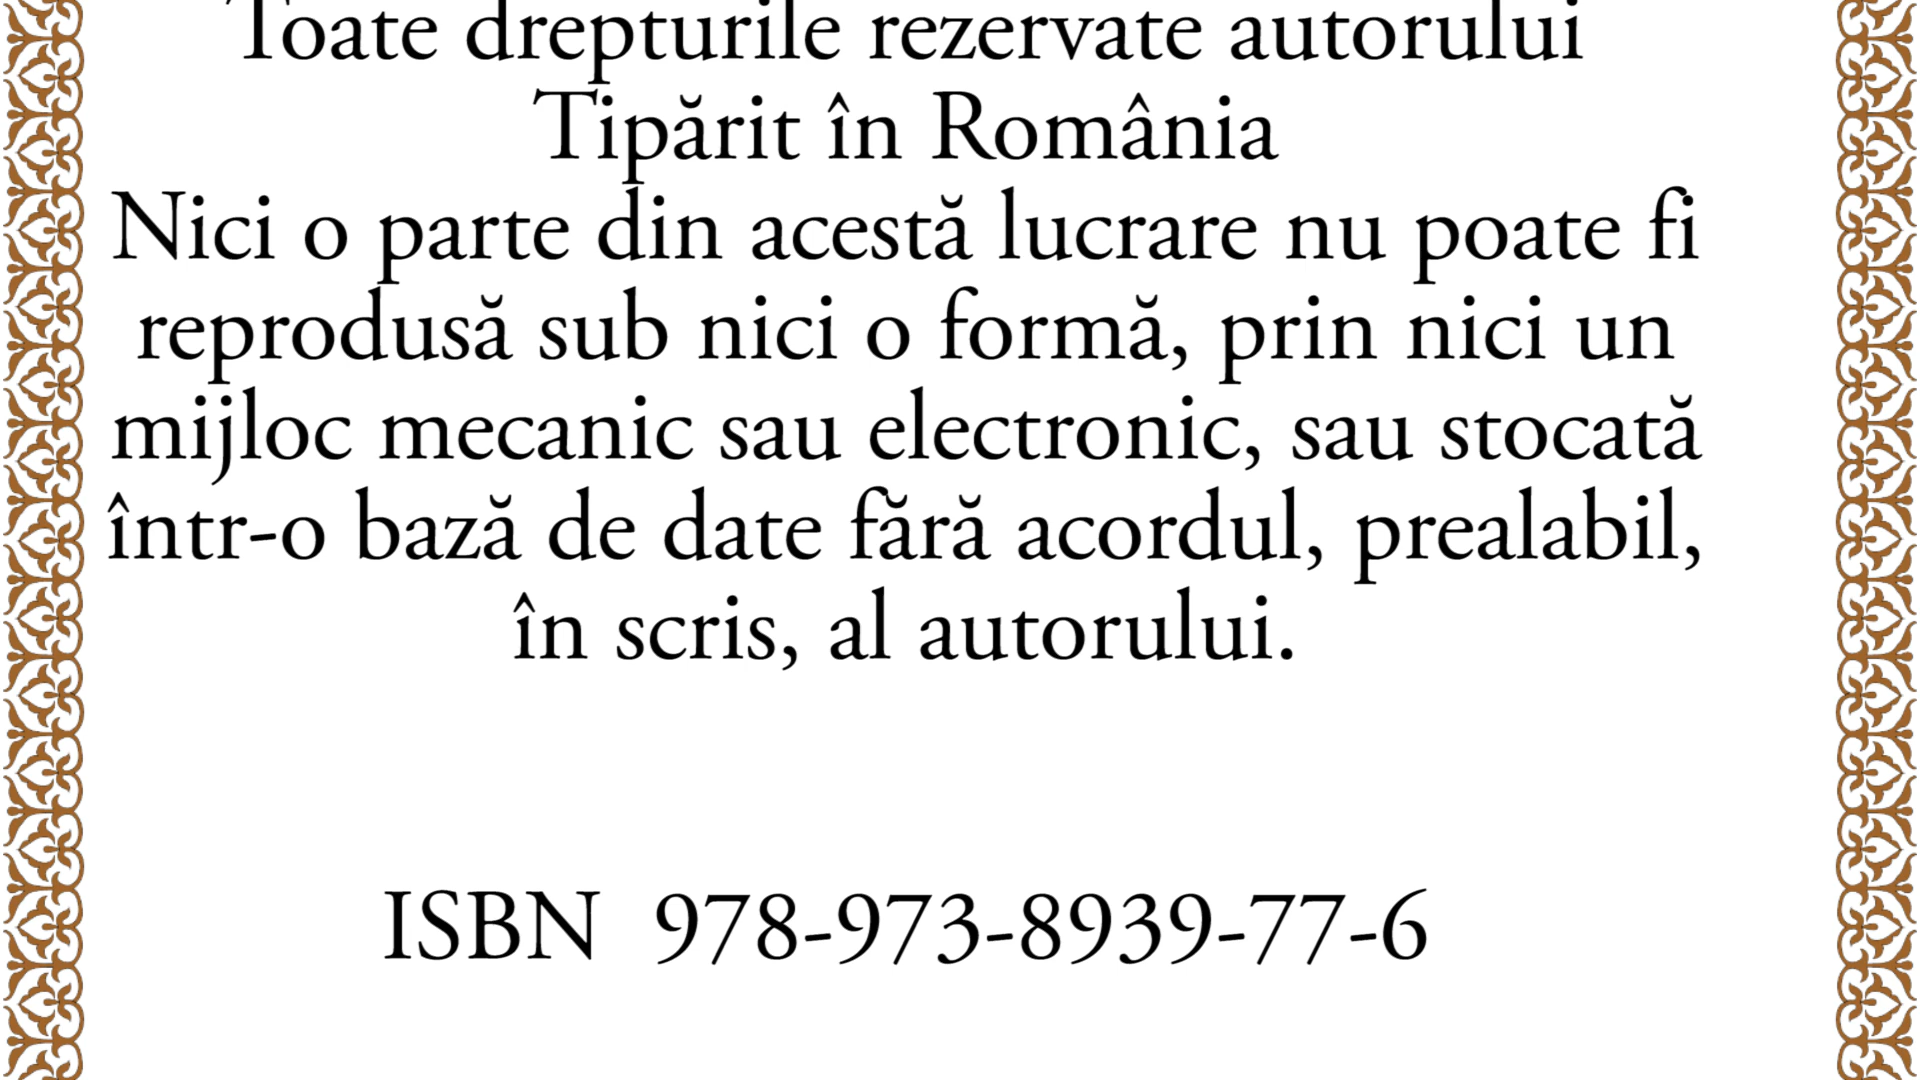 Toate drepturile rezervate autorului
Tipărit în România
Nici o parte din acestă lucrare nu poate fi
reprodusă sub nici o formă, prin nici un
mijloc mecanic sau electronic, sau stocată
într-o bază de date fără acordul, prealabil,
în scris, al autorului.
ISBN 978-973-8939-77-6